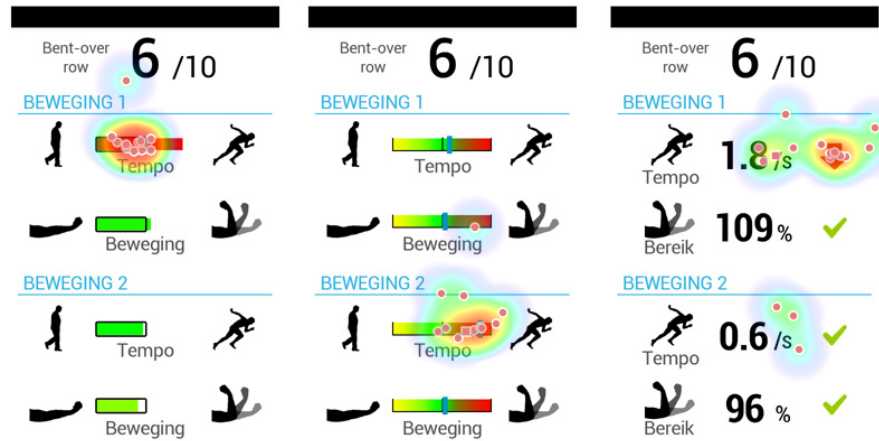 Bent-over row 6 /10
BEWEGING 1
Tempo
Beweging
BEWEGING 2
Tempo
Beweging
Bent-over row 6 /10
BEWEGING 1
Tempo
Beweging
BEWEGING 2
Tempo
Beweging
Bent-over row 6 /10
BEWEGING 1
Tempo 1.8 /s
Bereik 109 %
BEWEGING 2
Tempo 0.6 /s
Bereik 96 %